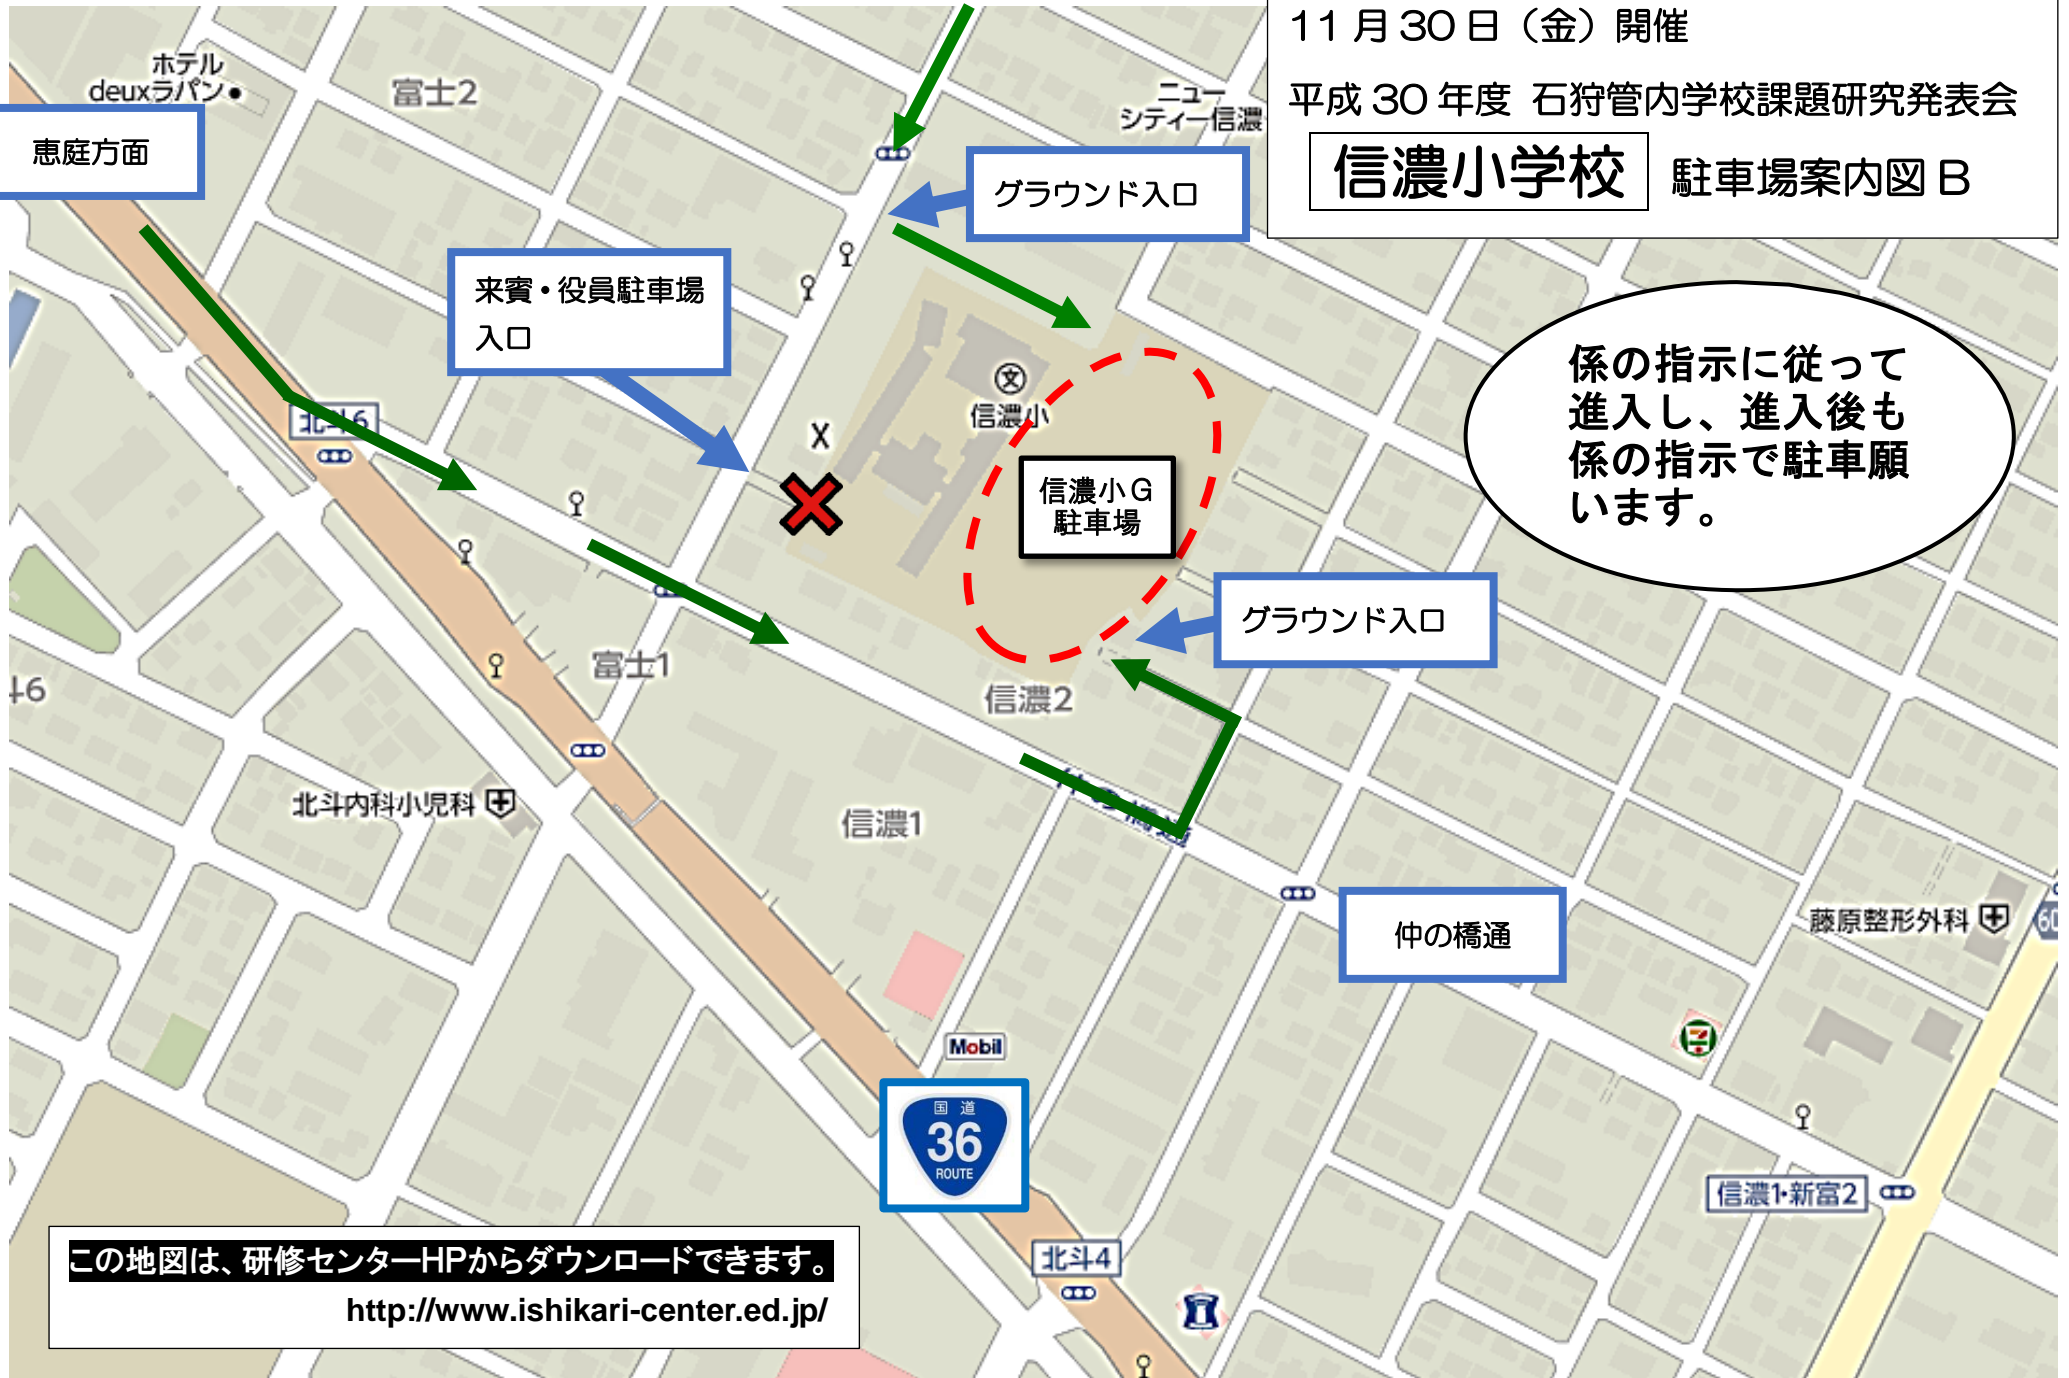 11月30日（金）開催
平成30年度 石狩管内学校課題研究発表会
信濃小学校 駐車場案内図B
ホテル
deuxラパン
富士2
ニュー
シティー信濃
恵庭方面
グラウンド入口
来賓・役員駐車場
入口
係の指示に従って
進入し、進入後も
係の指示で駐車願
います。
文
信濃小
北斗6
X
信濃小G
駐車場
グラウンド入口
富士1
信濃2
斗6
仲の橋通
北斗内科小児科
信濃1
仲の橋通
藤原整形外科
60
Mobil
7
国道
36
ROUTE
信濃1・新富2
北斗4
この地図は、研修センターHPからダウンロードできます。
http://www.ishikari-center.ed.jp/